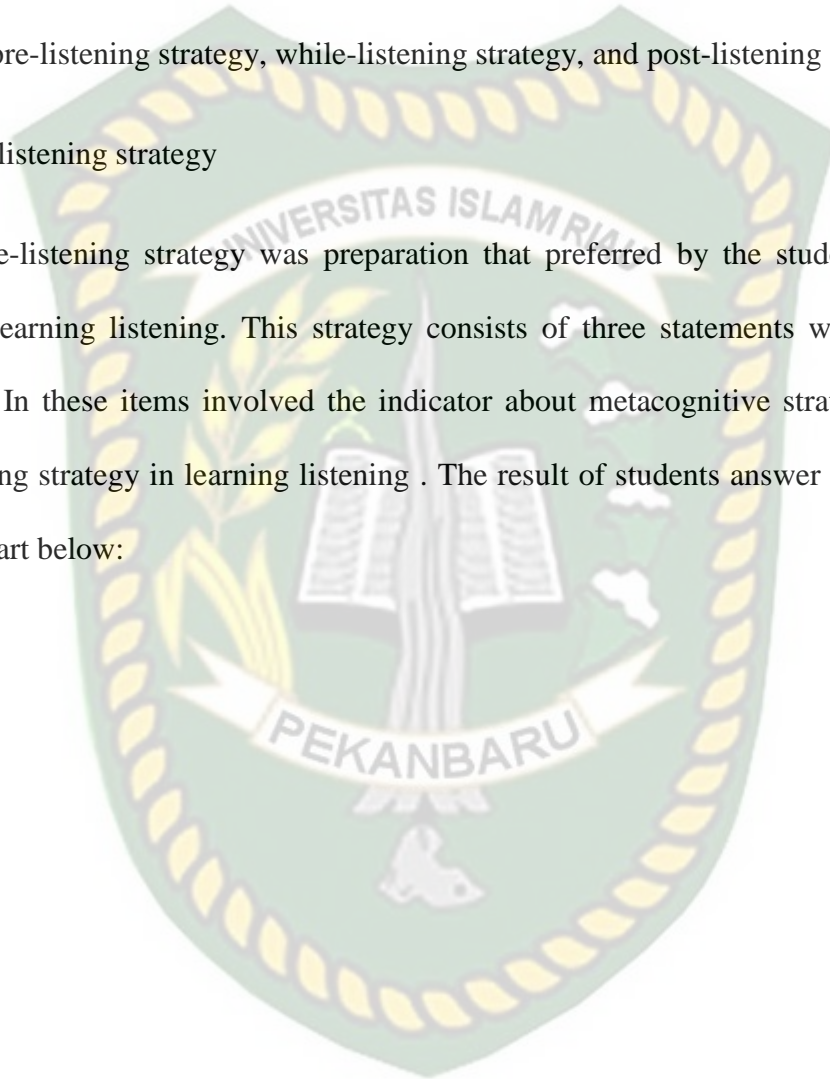 pre-listening strategy, while-listening strategy, and post-listening
listening strategy
UNIVERSITAS ISLAM RIAU
e-listening strategy was preparation that preferred by the stude
earning listening. This strategy consists of three statements w
In these items involved the indicator about metacognitive strat
ng strategy in learning listening . The result of students answer
art below:
PEKANBARU